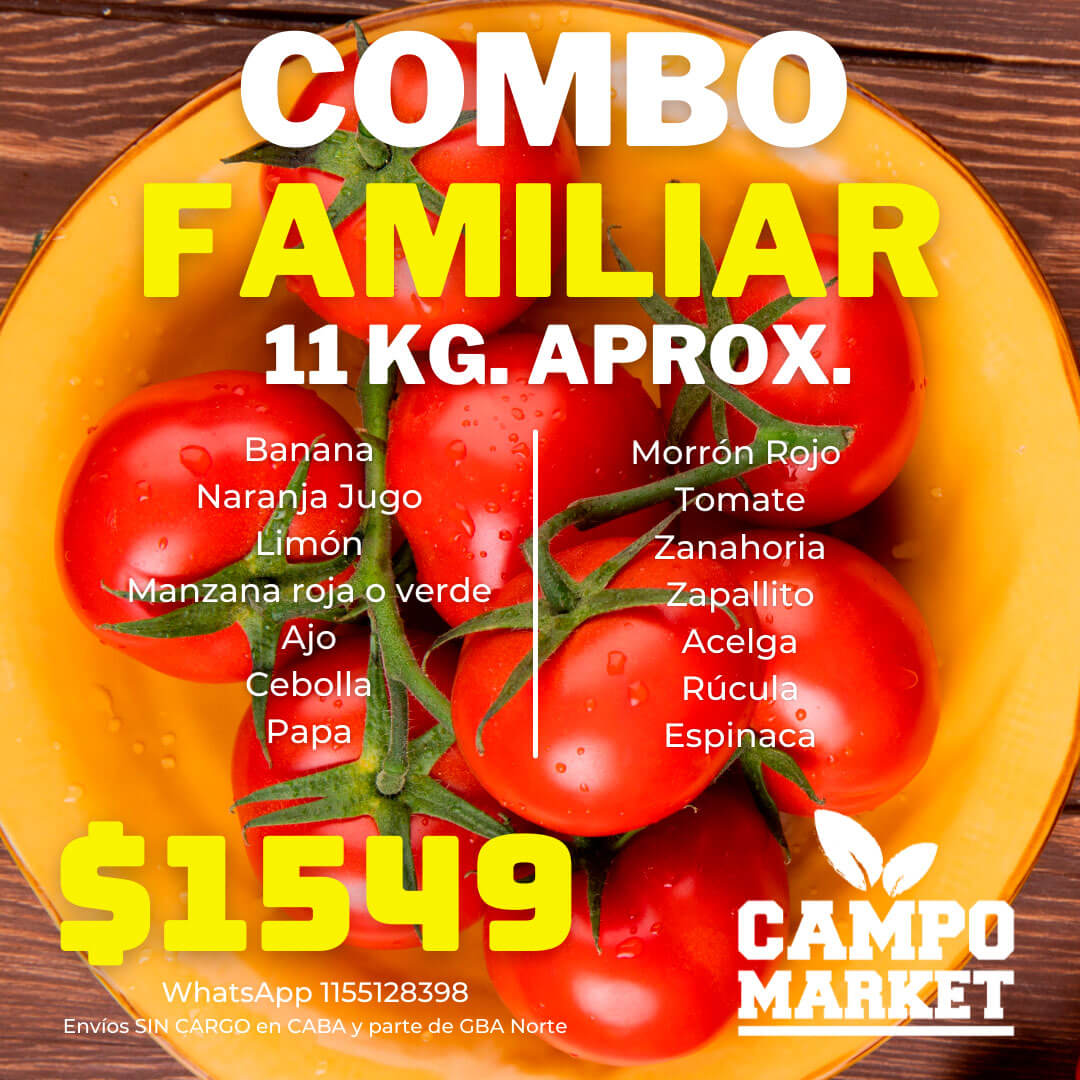 COMBO
FAMILIAR
11 KG. APROX.
Banana
Naranja Jugo
Limón
Manzana roja o verde
Ajo
Cebolla
Papa
Morrón Rojo
Tomate
Zanahoria
Zapallito
Acelga
Rúcula
Espinaca
$1549
WhatsApp 1155128398
Envíos SIN CARGO en CABA y parte de GBA Norte
CAMPO
MARKET